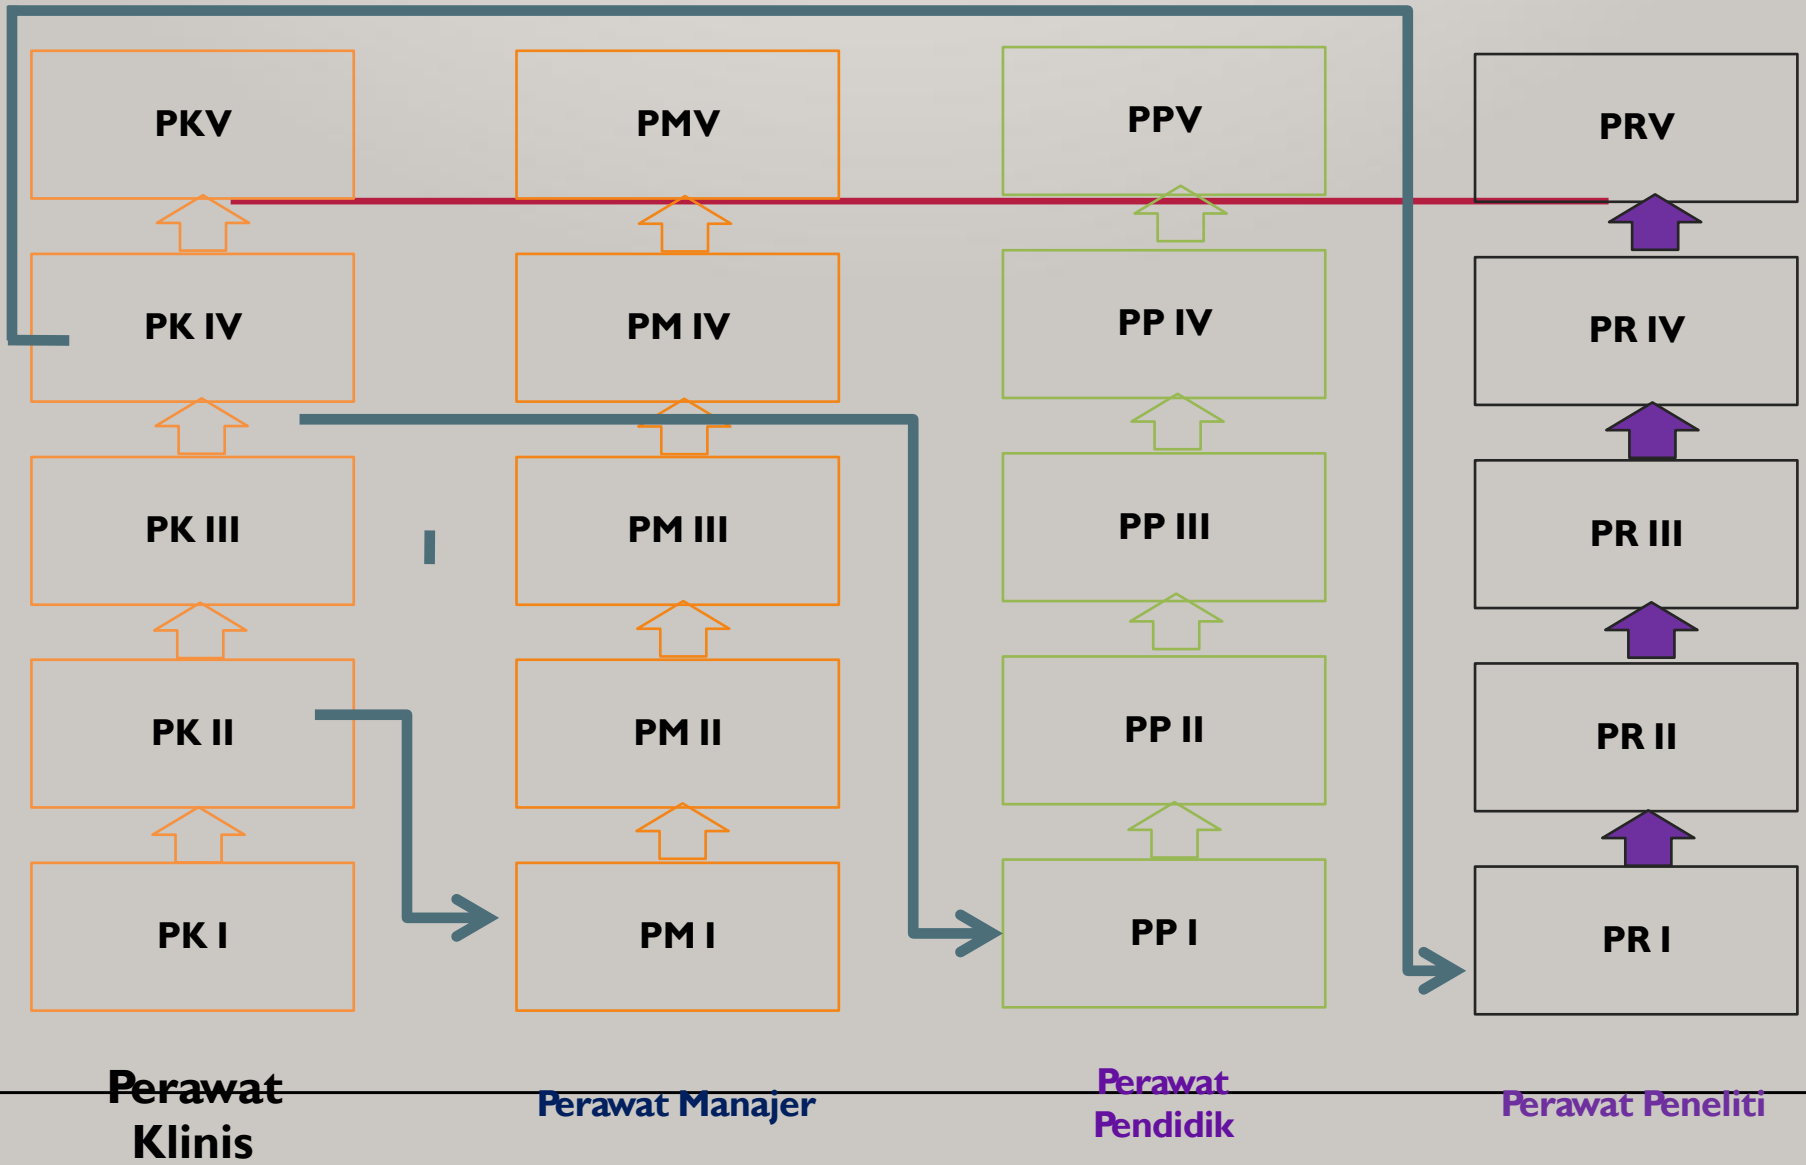 PKV
PMV
PPV
PRV
PK IV
PM IV
PP IV
PR IV
PK III
PM III
PP III
PR III
PK II
PM II
PP II
PR II
PK I
PM I
PP I
PR I
Perawat
Klinis
Perawat Manajer
Perawat
Pendidik
Perawat Peneliti